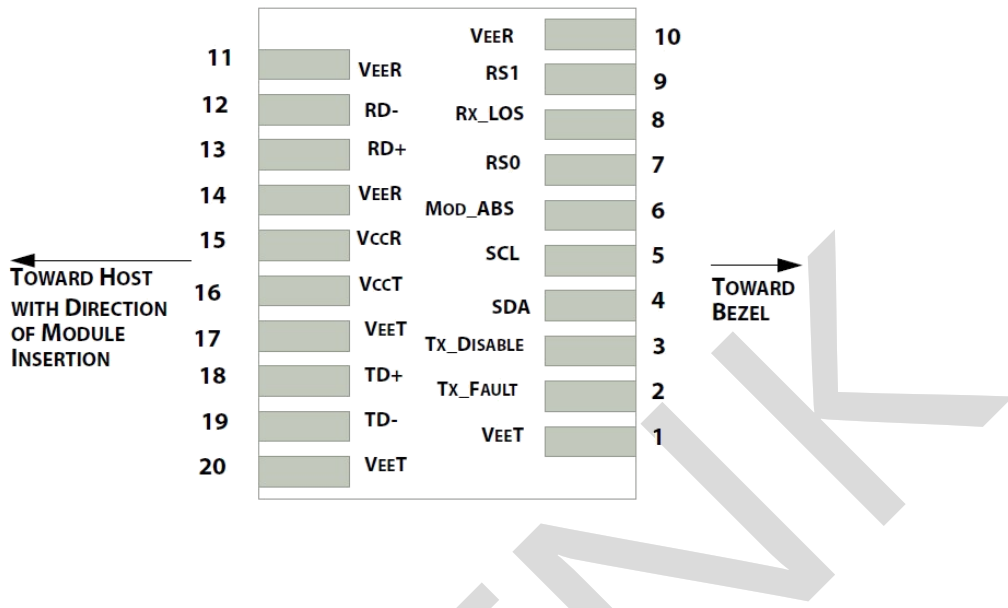 11 VEER
12 RD-
13 RD+
14 VEER
15 VCCR
16 VCCT
17 VEET
18 TD+
19 TD-
20 VEET
VEER 10
RS1 9
RX_LOS 8
RS0 7
MOD_ABS 6
SCL 5
SDA 4
TX_DISABLE 3
TX_FAULT 2
VEET 1
TOWARD HOST
WITH DIRECTION
OF MODULE
INSERTION
TOWARD
BEZEL